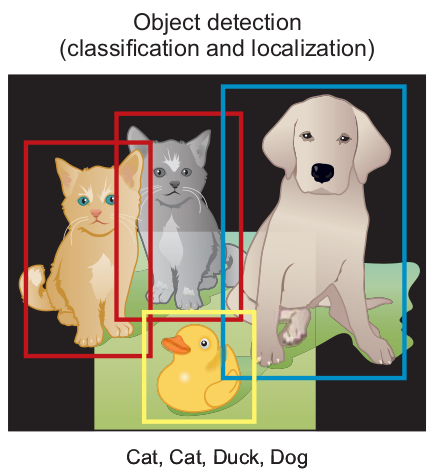 Object detection
(classification and localization)
Cat, Cat, Duck, Dog